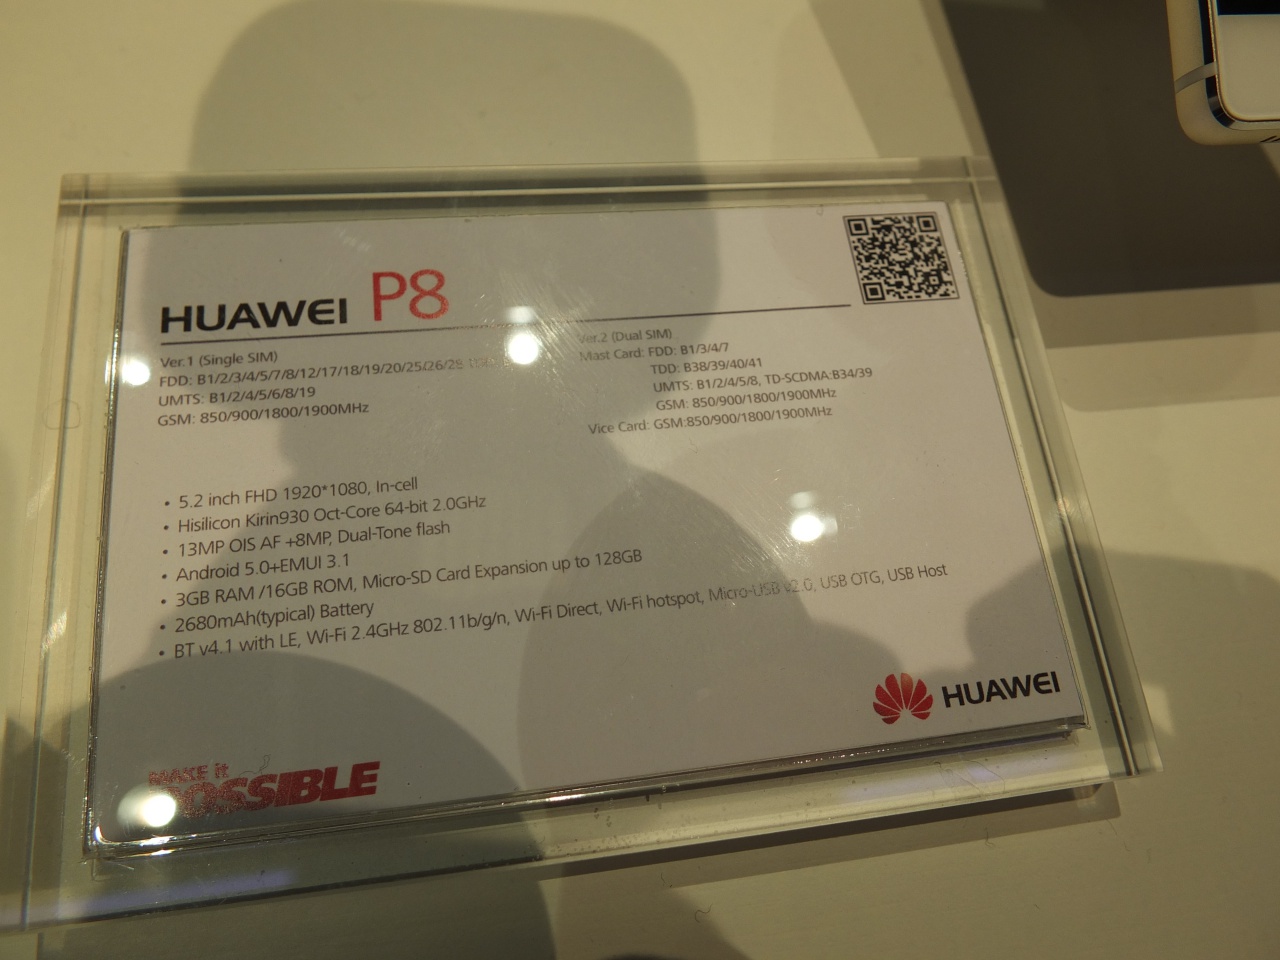 HUAWEI P8
Ver.1 (Single SIM)
FDD: B1/2/3/4/5/7/8/12/17/18/19/20/25/26/28
UMTS: B1/2/4/5/6/8/19
GSM: 850/900/1800/1900MHz
Ver.2 (Dual SIM)
Mast Card: FDD: B1/3/4/7
TDD: B38/39/40/41
UMTS: B1/2/4/5/8, TD-SCDMA:B34/39
GSM: 850/900/1800/1900MHz
Vice Card: GSM:850/900/1800/1900MHz
• 5.2 inch FHD 1920*1080, In-cell
• Hisilicon Kirin930 Oct-Core 64-bit 2.0GHz
• 13MP OIS AF +8MP, Dual-Tone flash
• Android 5.0+EMUI 3.1
• 3GB RAM /16GB ROM, Micro-SD Card Expansion up to 128GB
• 2680mAh(typical) Battery
• BT v4.1 with LE, Wi-Fi 2.4GHz 802.11b/g/n, Wi-Fi Direct, Wi-Fi hotspot, Micro-USB v2.0, USB OTG, USB Host
HUAWEI
MAKE it
POSSIBLE